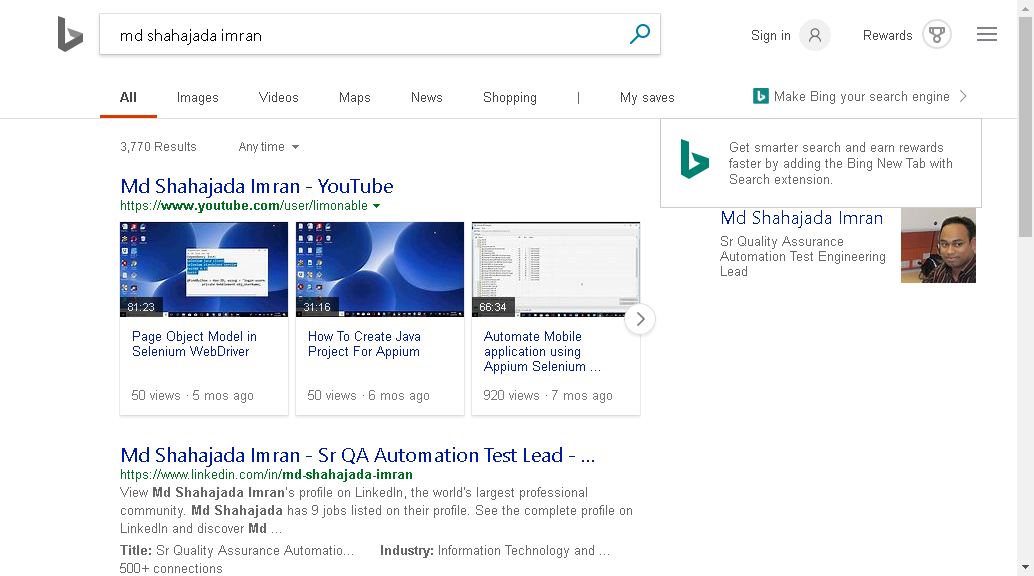 md shahajada imran
Sign in
Rewards
All
Images
Videos
Maps
News
Shopping
|
My saves
Make Bing your search engine
Get smarter search and earn rewards
faster by adding the Bing New Tab with
Search extension.
3,770 Results
Any time
Md Shahajada Imran - YouTube
https://www.youtube.com/user/limonable
81:23
Page Object Model in
Selenium WebDriver
50 views · 5 mos ago
31:16
How To Create Java
Project For Appium
50 views · 6 mos ago
66:34
Automate Mobile
application using
Appium Selenium ...
920 views · 7 mos ago
Md Shahajada Imran - Sr QA Automation Test Lead - ...
https://www.linkedin.com/in/md-shahajada-imran
View Md Shahajada Imran's profile on LinkedIn, the world's largest professional
community. Md Shahajada has 9 jobs listed on their profile. See the complete profile on
LinkedIn and discover Md ...
Title: Sr Quality Assurance Automatio...
Industry: Information Technology and ...
500+ connections
Md Shahajada Imran
Sr Quality Assurance
Automation Test Engineering
Lead